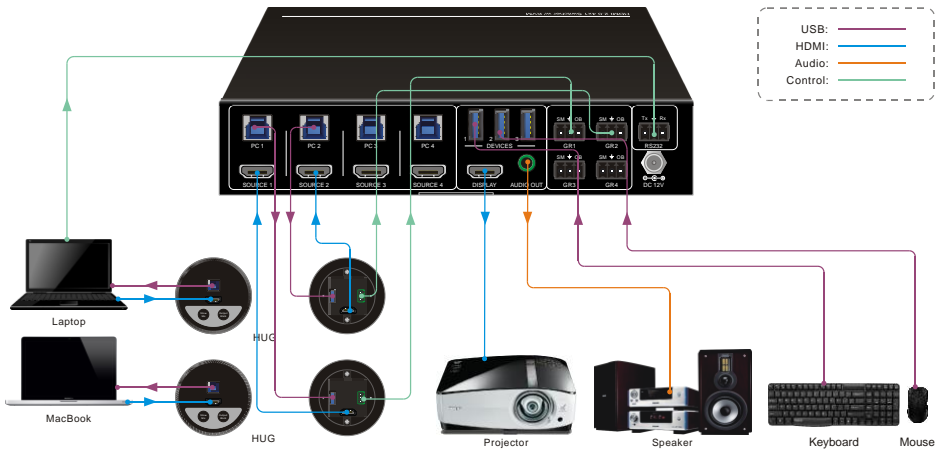 USB:
HDMI:
Audio:
Control:
PC 1
PC 2
PC 3
PC 4
1 2 3
DEVICES
SM OB
GR1
SM OB
GR2
Tx Rx
RS232
SOURCE 1
SOURCE 2
SOURCE 3
SOURCE 4
DISPLAY
AUDIO OUT
SM OB
GR3
SM OB
GR4
DC 12V
Laptop
HUG
MacBook
HUG
Projector
Speaker
Keyboard
Mouse